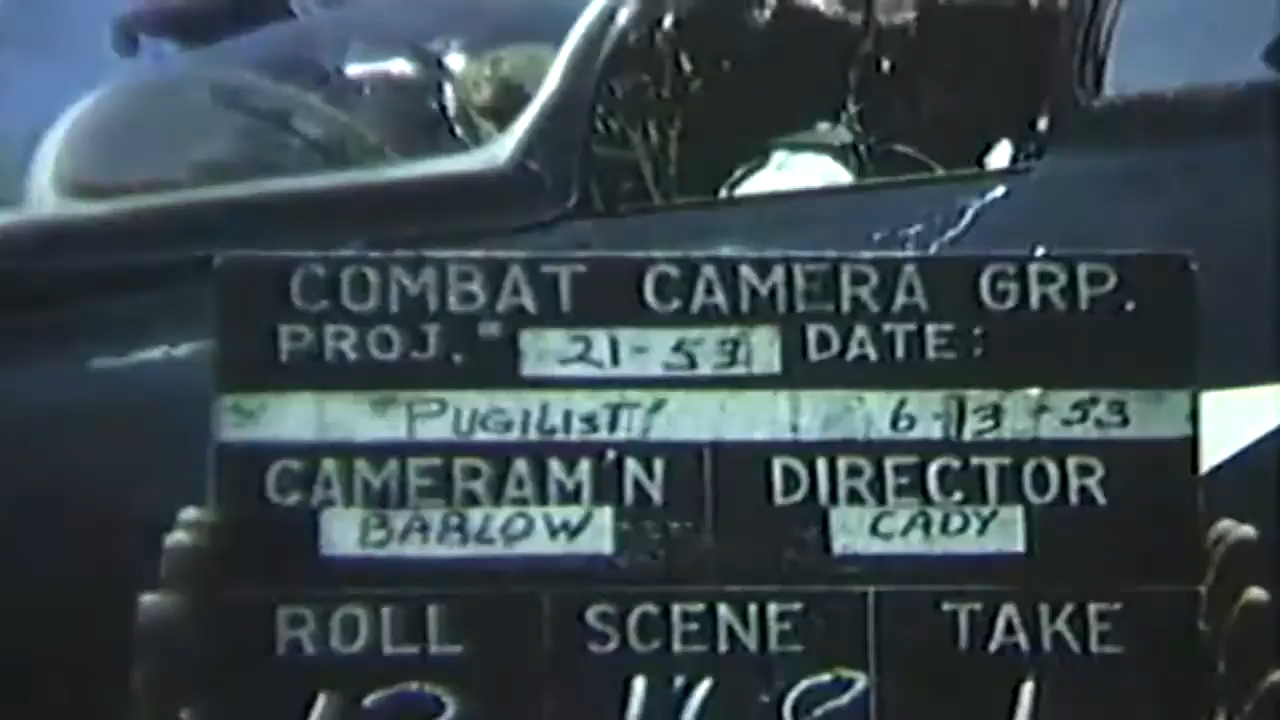 COMBAT CAMERA GRP.
PROJ." 21-53 DATE:
"PUGILIST" 6-13-53
CAMERAM'N DIRECTOR
BARLOW CADY
ROLL SCENE TAKE